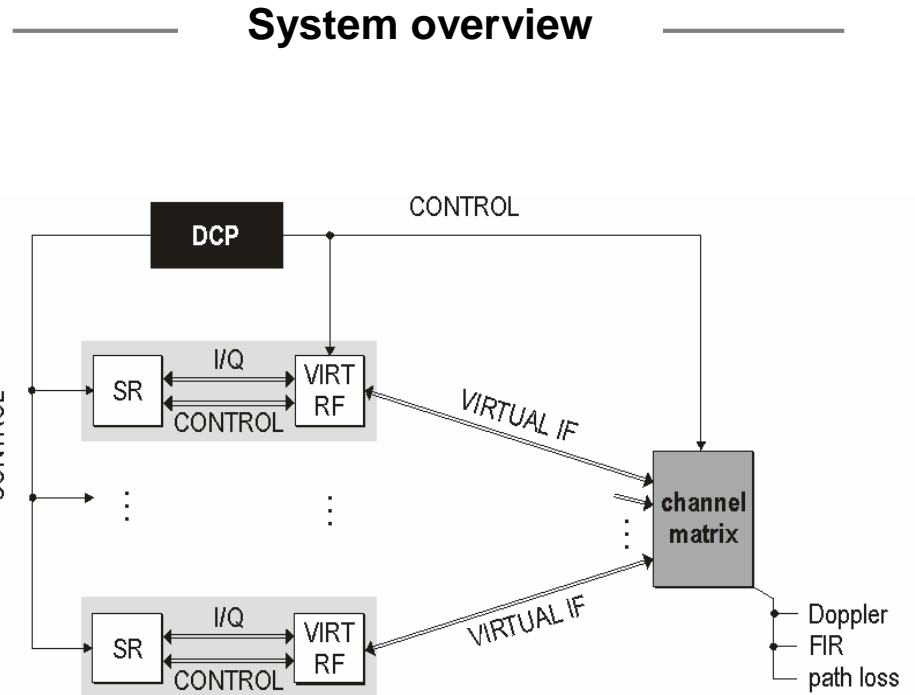 System overview
CONTROL
DCP
I/Q
SR
VIRT
RF
CONTROL
VIRTUAL IF
CONTROL
channel
matrix
I/Q
SR
VIRT
RF
CONTROL
VIRTUAL IF
Doppler
FIR
path loss